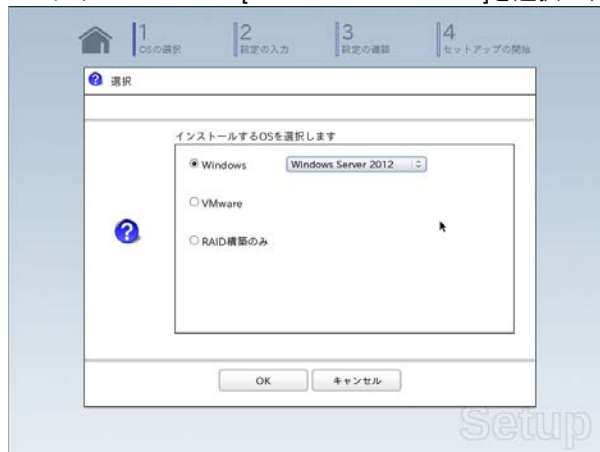 1
OSの選択
2
設定の入力
3
設定の確認
4
セットアップの開始
選択
インストールするOSを選択します
Windows
Windows Server 2012
VMware
RAID構築のみ
OK
キャンセル
Setup